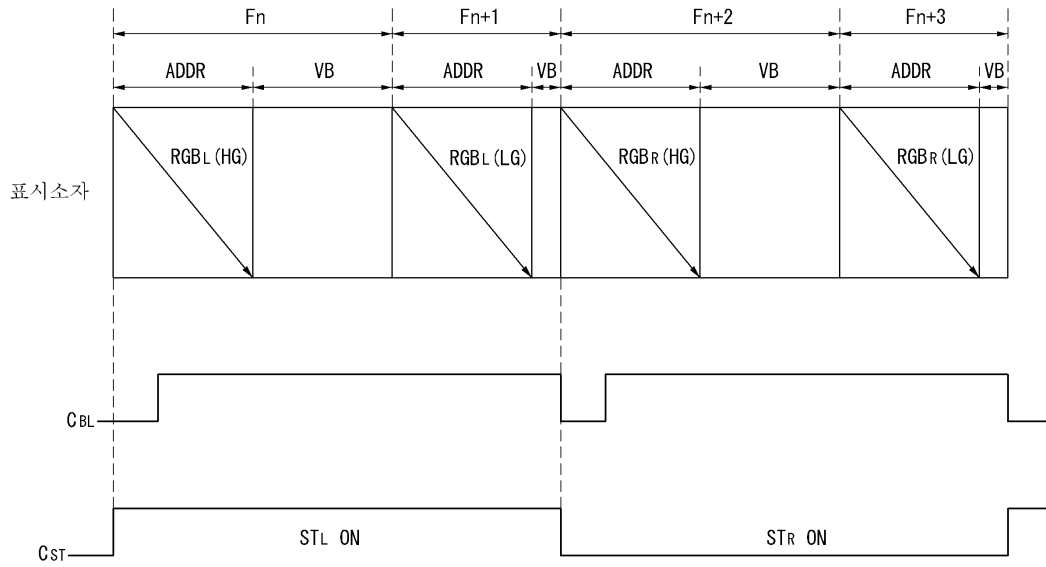 Fn Fn+1 Fn+2 Fn+3
ADDR VB ADDR VB ADDR VB ADDR VB
RGBL(HG) RGBL(LG) RGBR(HG) RGBR(LG)
표시소자
CBL
CST STL ON STR ON